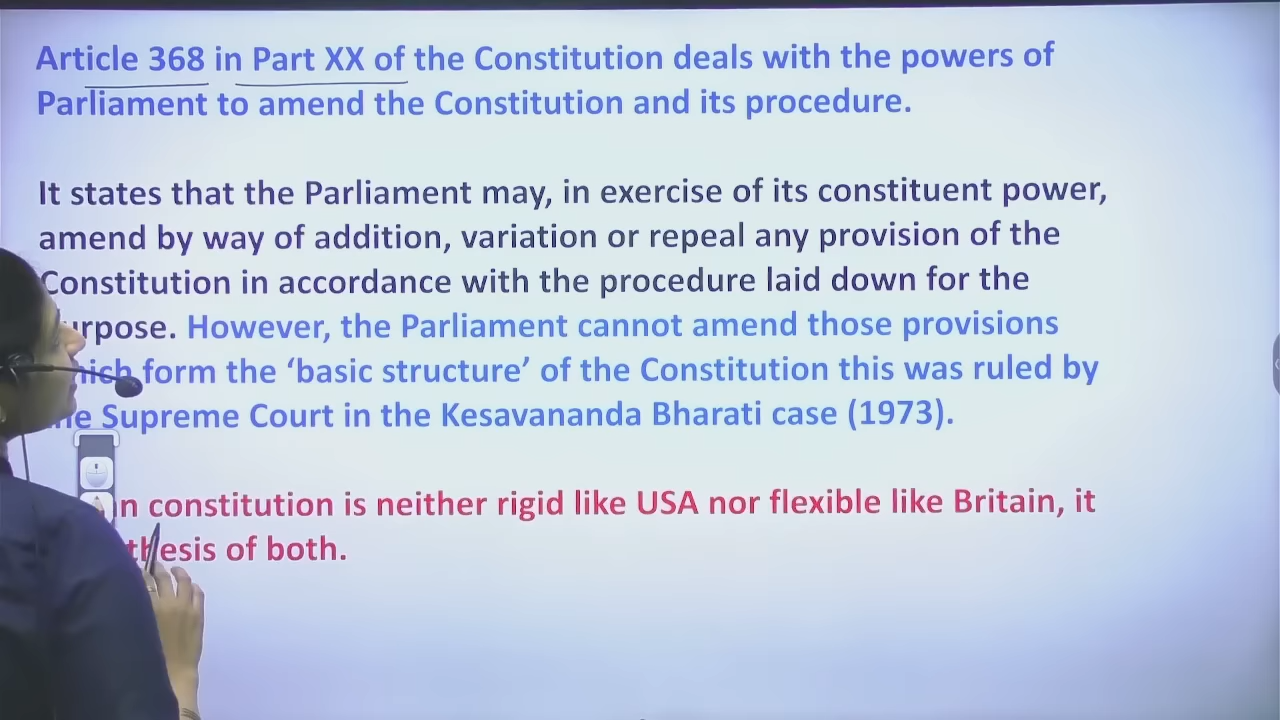 Article 368 in Part XX of the Constitution deals with the powers of
Parliament to amend the Constitution and its procedure.
It states that the Parliament may, in exercise of its constituent power,
amend by way of addition, variation or repeal any provision of the
Constitution in accordance with the procedure laid down for the
urpose. However, the Parliament cannot amend those provisions
hich form the ‘basic structure’ of the Constitution this was ruled by
he Supreme Court in the Kesavananda Bharati case (1973).
n constitution is neither rigid like USA nor flexible like Britain, it
thesis of both.